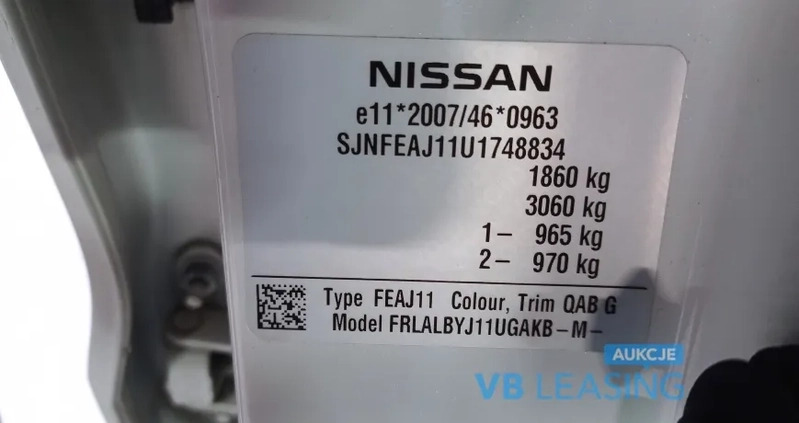 NISSAN
e11*2007/46*0963
SJNFEAJ11U1748834
1860 kg
3060 kg
1- 965 kg
2- 970 kg
Type FEAJ11 Colour, Trim QAB G
Model FRLALBYJ11UGAKB-M-
AUKCJE
VB LEASING